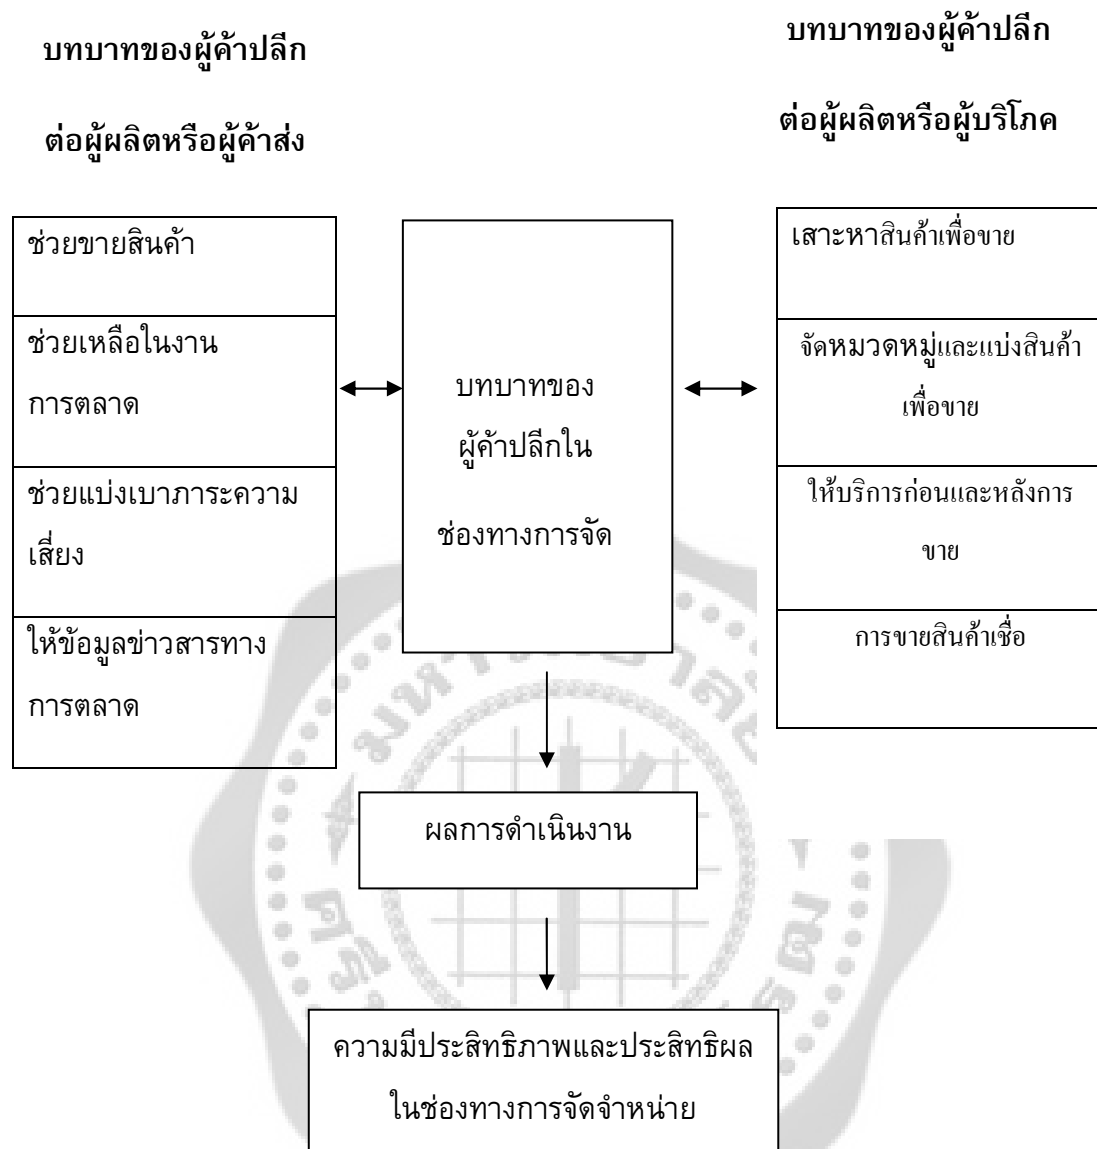 บทบาทของผู้ค้าปลีก
ต่อผู้ผลิตหรือผู้ค้าส่ง
บทบาทของผู้ค้าปลีก
ต่อผู้ผลิตหรือผู้บริโภค
ช่วยขายสินค้า
ช่วยเหลือในงาน
การตลาด
ช่วยแบ่งเบาภาระความ
เสี่ยง
ให้ข้อมูลข่าวสารทาง
การตลาด
บทบาทของ
ผู้ค้าปลีกใน
ช่องทางการจัด
เสาะหาสินค้าเพื่อขาย
จัดหมวดหมู่และแบ่งสินค้า
เพื่อขาย
ให้บริการก่อนและหลังการ
ขาย
การขายสินค้าเชื่อ
ผลการดำเนินงาน
ความมีประสิทธิภาพและประสิทธิผล
ในช่องทางการจัดจำหน่าย